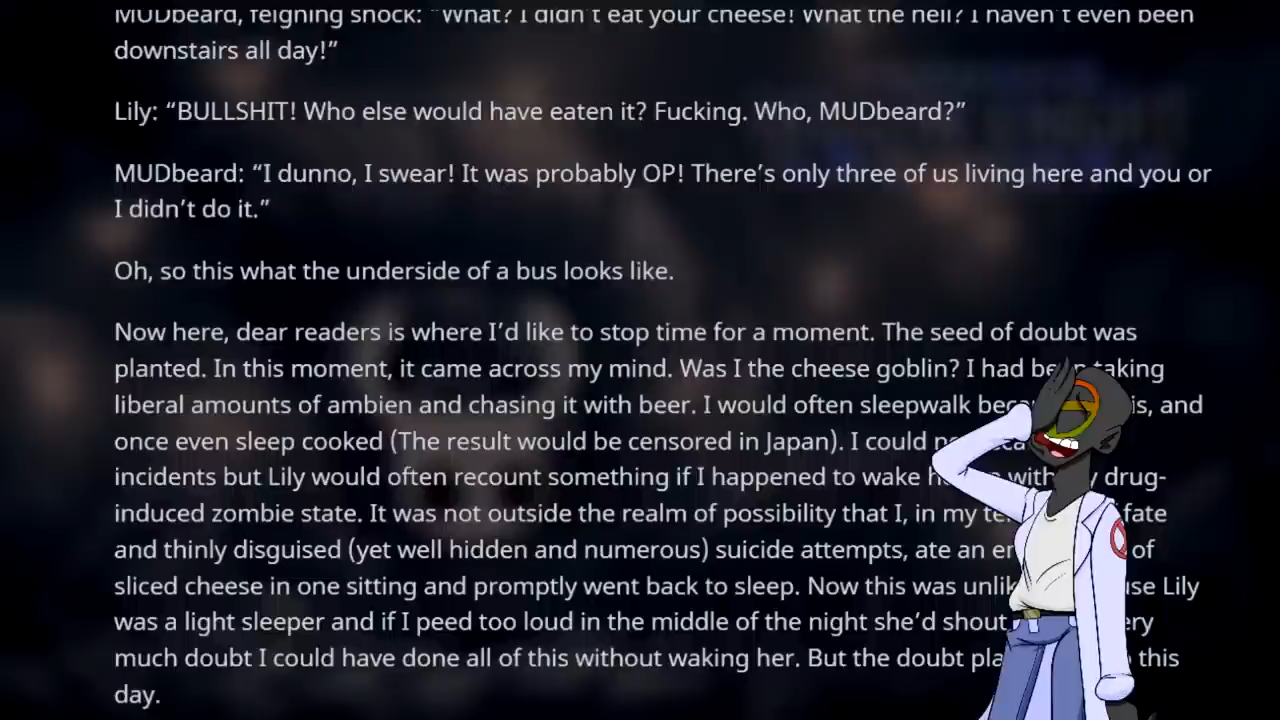 MUDbeard, feigning shock: “What? I didn’t eat your cheese! What the hell? I haven’t even been
downstairs all day!”
Lily: “BULLSHIT! Who else would have eaten it? Fucking. Who, MUDbeard?”
MUDbeard: “I dunno, I swear! It was probably OP! There’s only three of us living here and you or
I didn’t do it.”
Oh, so this what the underside of a bus looks like.
Now here, dear readers is where I’d like to stop time for a moment. The seed of doubt was
planted. In this moment, it came across my mind. Was I the cheese goblin? I had been taking
liberal amounts of ambien and chasing it with beer. I would often sleepwalk and
once even sleep cooked (The result would be censored in Japan). I could
incidents but Lily would often recount something if I happened to wake with drug-
induced zombie state. It was not outside the realm of possibility that I, in my fate
and thinly disguised (yet well hidden and numerous) suicide attempts, ate an of
sliced cheese in one sitting and promptly went back to sleep. Now this was Lily
was a light sleeper and if I peed too loud in the middle of the night she’d shout
much doubt I could have done all of this without waking her. But the doubt this
day.